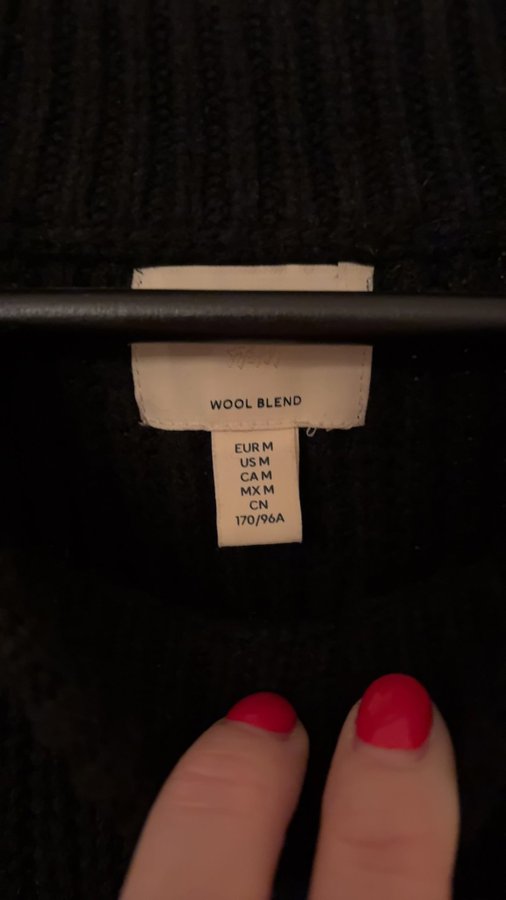 WOOL BLEND
EUR M
US M
CA M
MX M
CN
170/96A